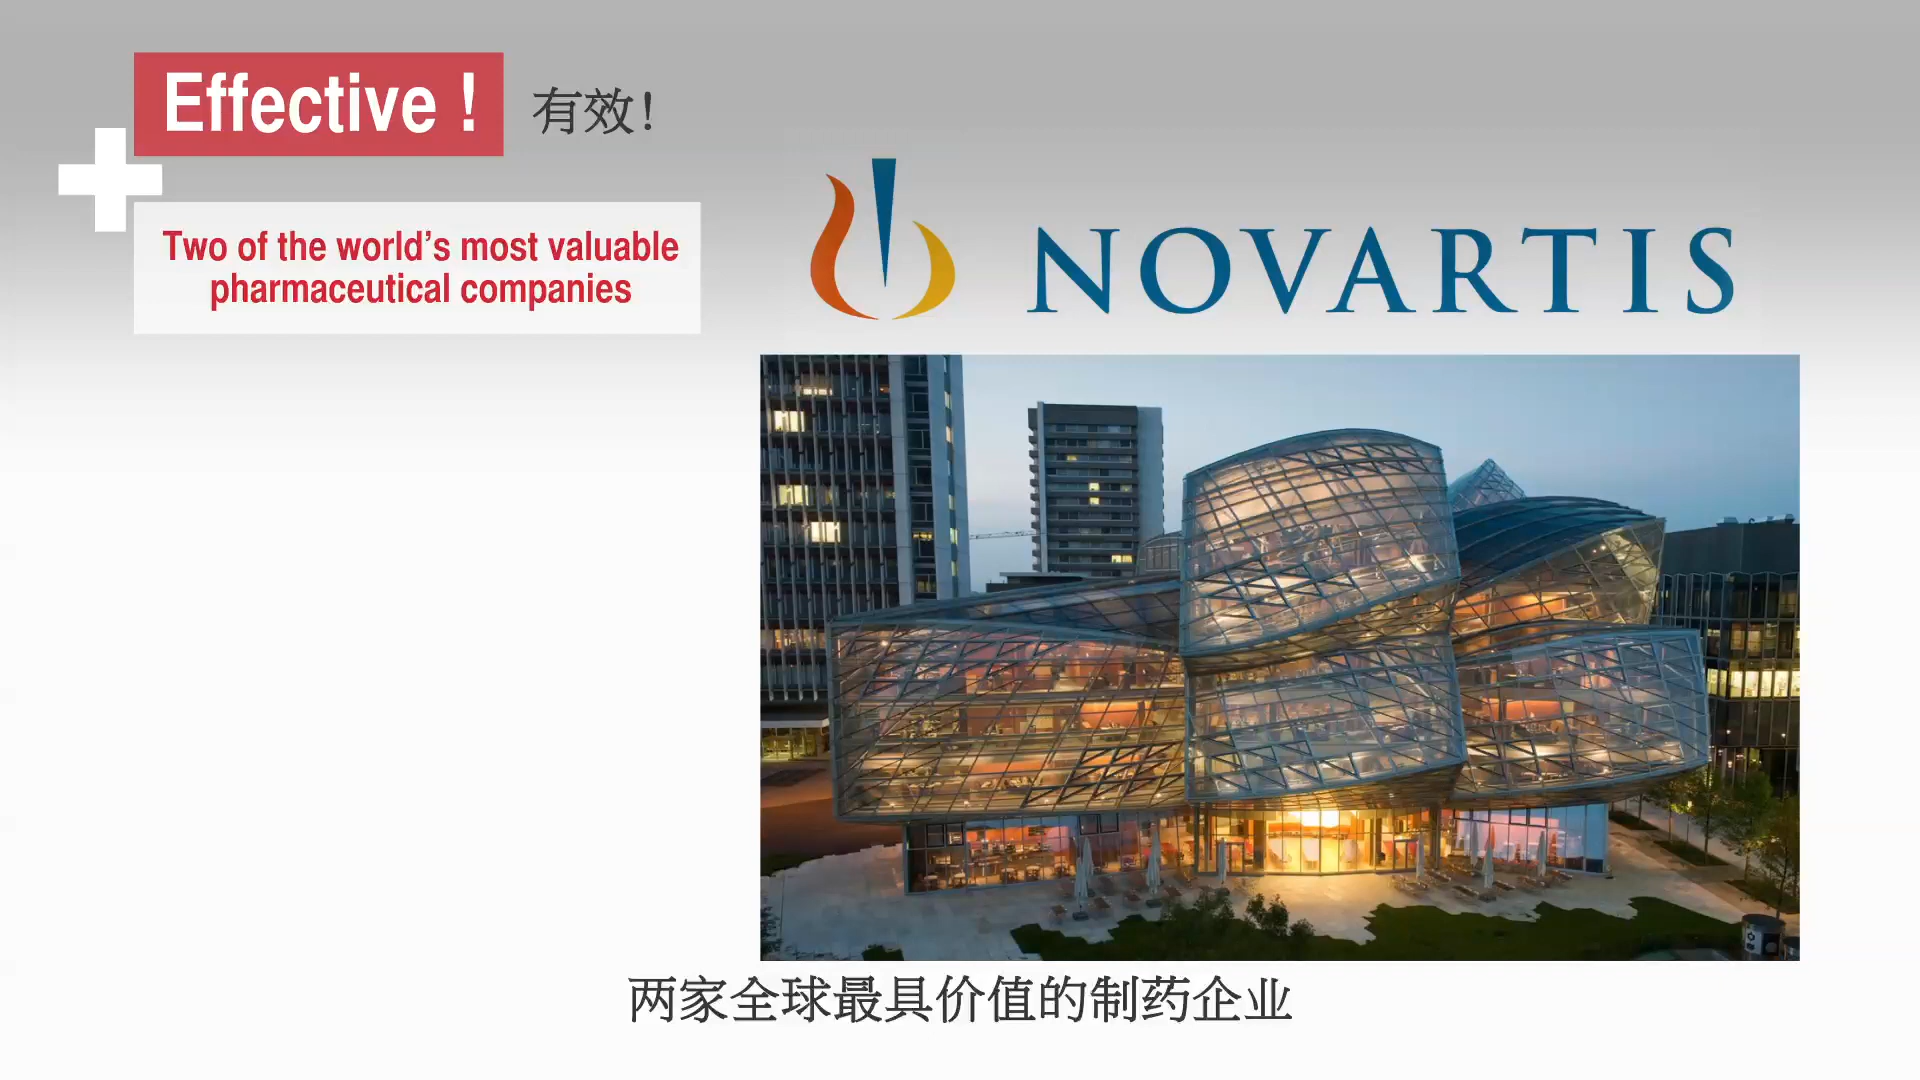 Effective !
有效！
Two of the world’s most valuable
pharmaceutical companies
NOVARTIS
两家全球最具价值的制药企业